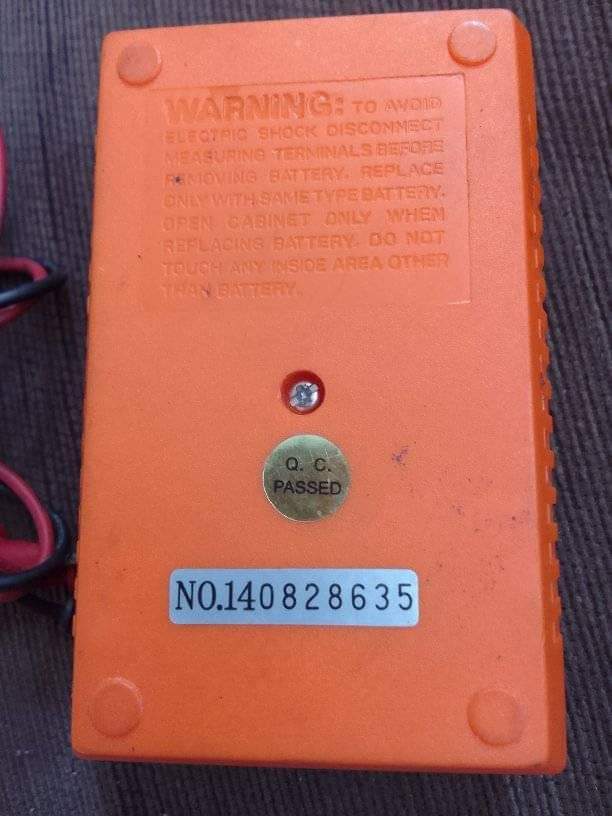 WARNING: TO AVOID
ELECTRIC SHOCK DISCONNECT
MEASURING TERMINALS BEFORE
REMOVING BATTERY. REPLACE
ONLY WITH SAME TYPE BATTERY.
OPEN CABINET ONLY WHEN
REPLACING BATTERY. DO NOT
TOUCH ANY INSIDE AREA OTHER
THAN BATTERY.
Q. C.
PASSED
NO.140828635